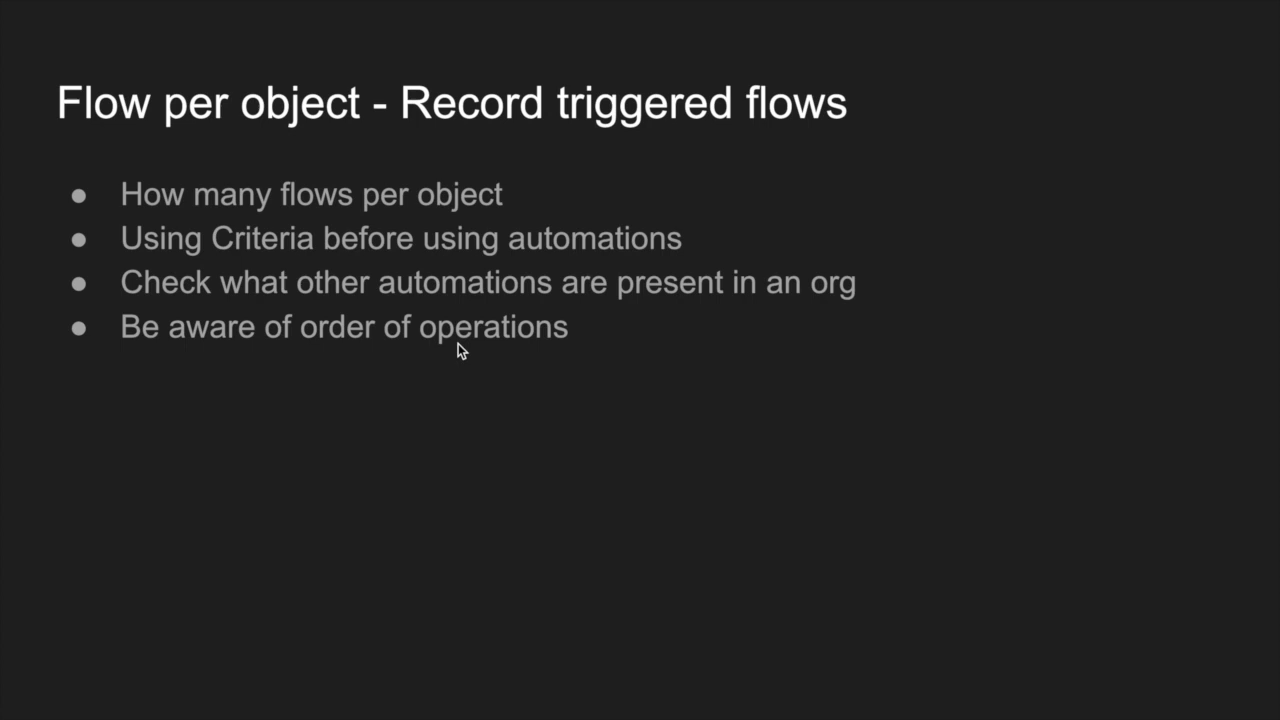 Flow per object - Record triggered flows
● How many flows per object
● Using Criteria before using automations
● Check what other automations are present in an org
● Be aware of order of operations